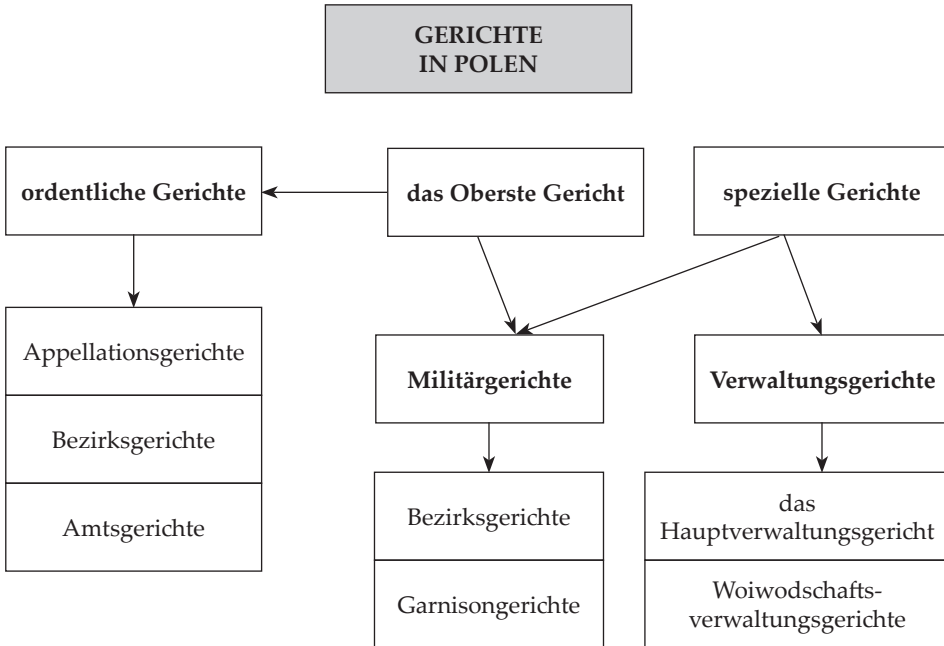 GERICHTE
IN POLEN
ordentliche Gerichte
das Oberste Gericht
spezielle Gerichte
Appellationsgerichte
Bezirksgerichte
Amtsgerichte
Militärgerichte
Verwaltungsgerichte
Bezirksgerichte
Garnisongerichte
das
Hauptverwaltungsgericht
Woiwodschafts-
verwaltungsgerichte